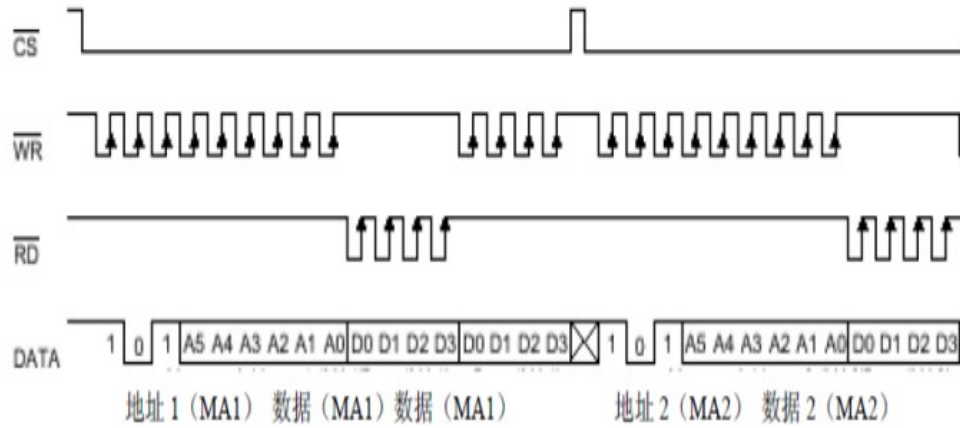 CS
WR
RD
DATA 1 0 1 A5 A4 A3 A2 A1 A0 D0 D1 D2 D3 D0 D1 D2 D3 1 0 1 A5 A4 A3 A2 A1 A0 D0 D1 D2 D3
地址 1（MA1） 数据（MA1）数据（MA1） 地址 2（MA2） 数据 2（MA2）